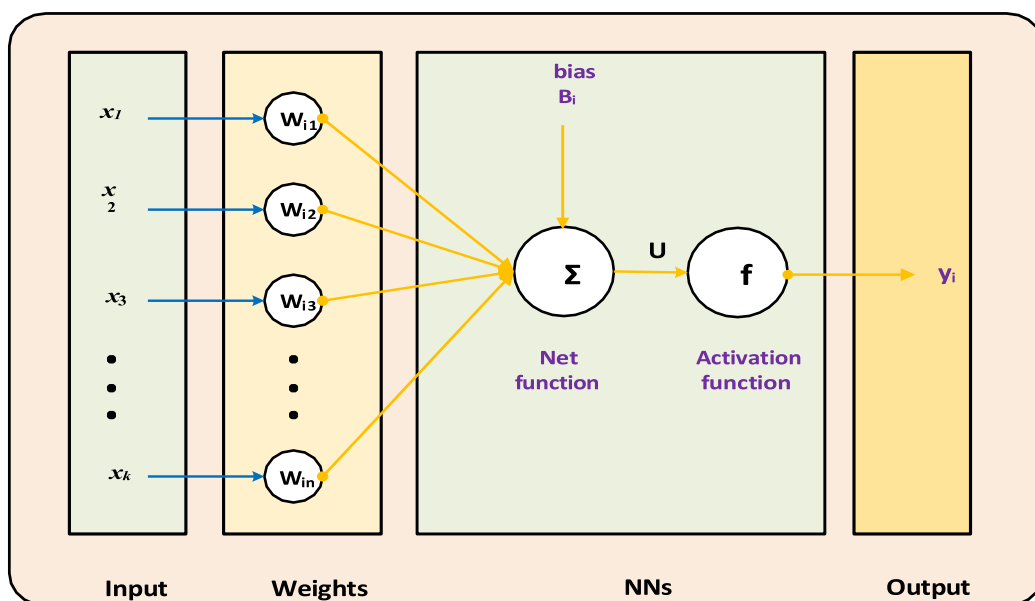 x1
x
2
x3
xk
Wi1
Wi2
Wi3
Win
bias
Bi
Σ
U
f
Net
function
Activation
function
yi
Input
Weights
NNs
Output